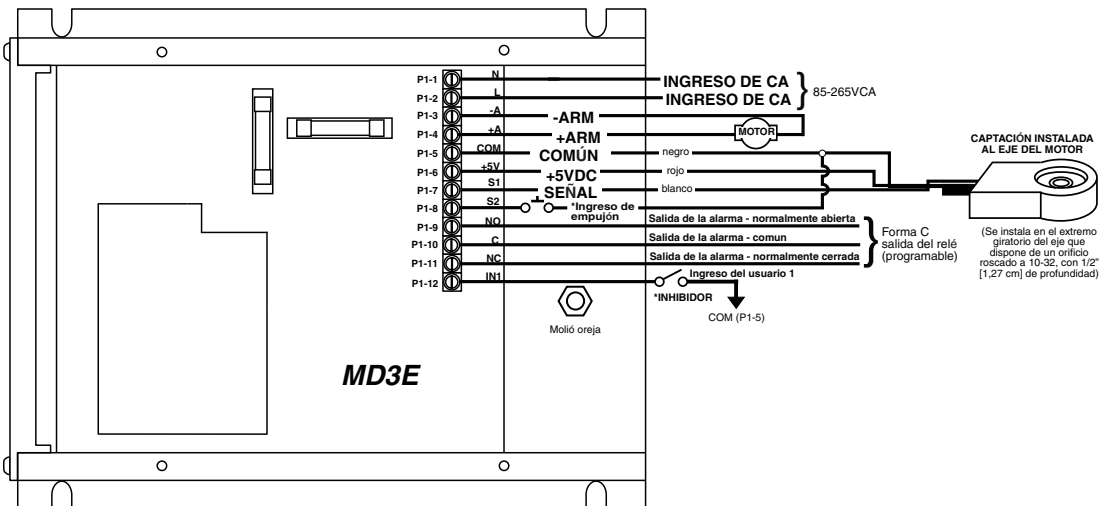 P1-1 N INGRESO DE CA
P1-2 L INGRESO DE CA
85-265VCA
P1-3 -A -ARM
P1-4 +A +ARM
MOTOR
P1-5 COM COMÚN negro
P1-6 +5V +5VDC rojo
P1-7 S1 SEÑAL blanco
P1-8 S2 *Ingreso de
empujón
P1-9 NO Salida de la alarma - normalmente abierta
P1-10 C Salida de la alarma - comun
P1-11 NC Salida de la alarma - normalmente cerrada
Forma C
salida del relé
(programable)
P1-12 IN1 Ingreso del usuario 1
*INHIBIDOR
COM (P1-5)
CAPTACIÓN INSTALADA
AL EJE DEL MOTOR
(Se instala en el extremo
giratorio del eje que
dispone de un orificio
roscado a 10-32, con 1/2"
[1,27 cm] de profundidad)
Molió oreja
MD3E